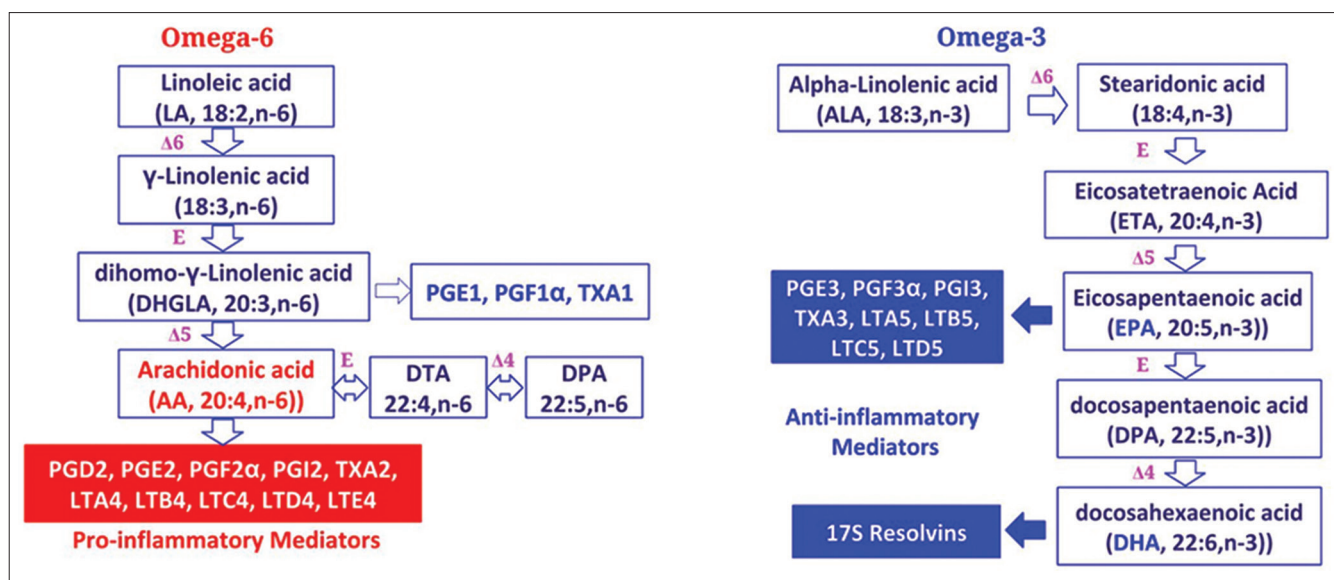 Omega-6
Linoleic acid
(LA, 18:2,n-6)
Δ6
γ-Linolenic acid
(18:3,n-6)
E
dihomo-γ-Linolenic acid
(DHGLA, 20:3,n-6)
PGE1, PGF1α, TXA1
Δ5
Arachidonic acid
(AA, 20:4,n-6))
E
DTA
22:4,n-6
Δ4
DPA
22:5,n-6
PGD2, PGE2, PGF2α, PGI2, TXA2,
LTA4, LTB4, LTC4, LTD4, LTE4
Pro-inflammatory Mediators
Omega-3
Alpha-Linolenic acid
(ALA, 18:3,n-3)
Δ6
Stearidonic acid
(18:4,n-3)
E
Eicosatetraenoic Acid
(ETA, 20:4,n-3)
Δ5
Eicosapentaenoic acid
(EPA, 20:5,n-3))
PGE3, PGF3α, PGI3,
TXA3, LTA5, LTB5,
LTC5, LTD5
E
docosapentaenoic acid
(DPA, 22:5,n-3))
Anti-inflammatory
Mediators
Δ4
docosahexaenoic acid
(DHA, 22:6,n-3))
17S Resolvins